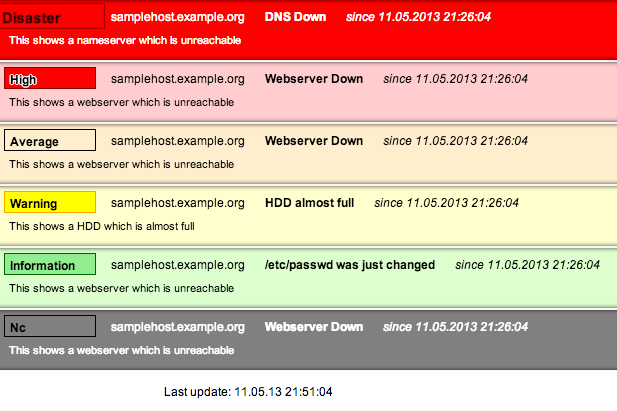 Disaster samplehost.example.org DNS Down since 11.05.2013 21:26:04
This shows a nameserver which is unreachable
High samplehost.example.org Webserver Down since 11.05.2013 21:26:04
This shows a webserver which is unreachable
Average samplehost.example.org Webserver Down since 11.05.2013 21:26:04
This shows a webserver which is unreachable
Warning samplehost.example.org HDD almost full since 11.05.2013 21:26:04
This shows a HDD which is almost full
Information samplehost.example.org /etc/passwd was just changed since 11.05.2013 21:26:04
This shows a webserver which is unreachable
Nc samplehost.example.org Webserver Down since 11.05.2013 21:26:04
This shows a webserver which is unreachable
Last update: 11.05.13 21:51:04